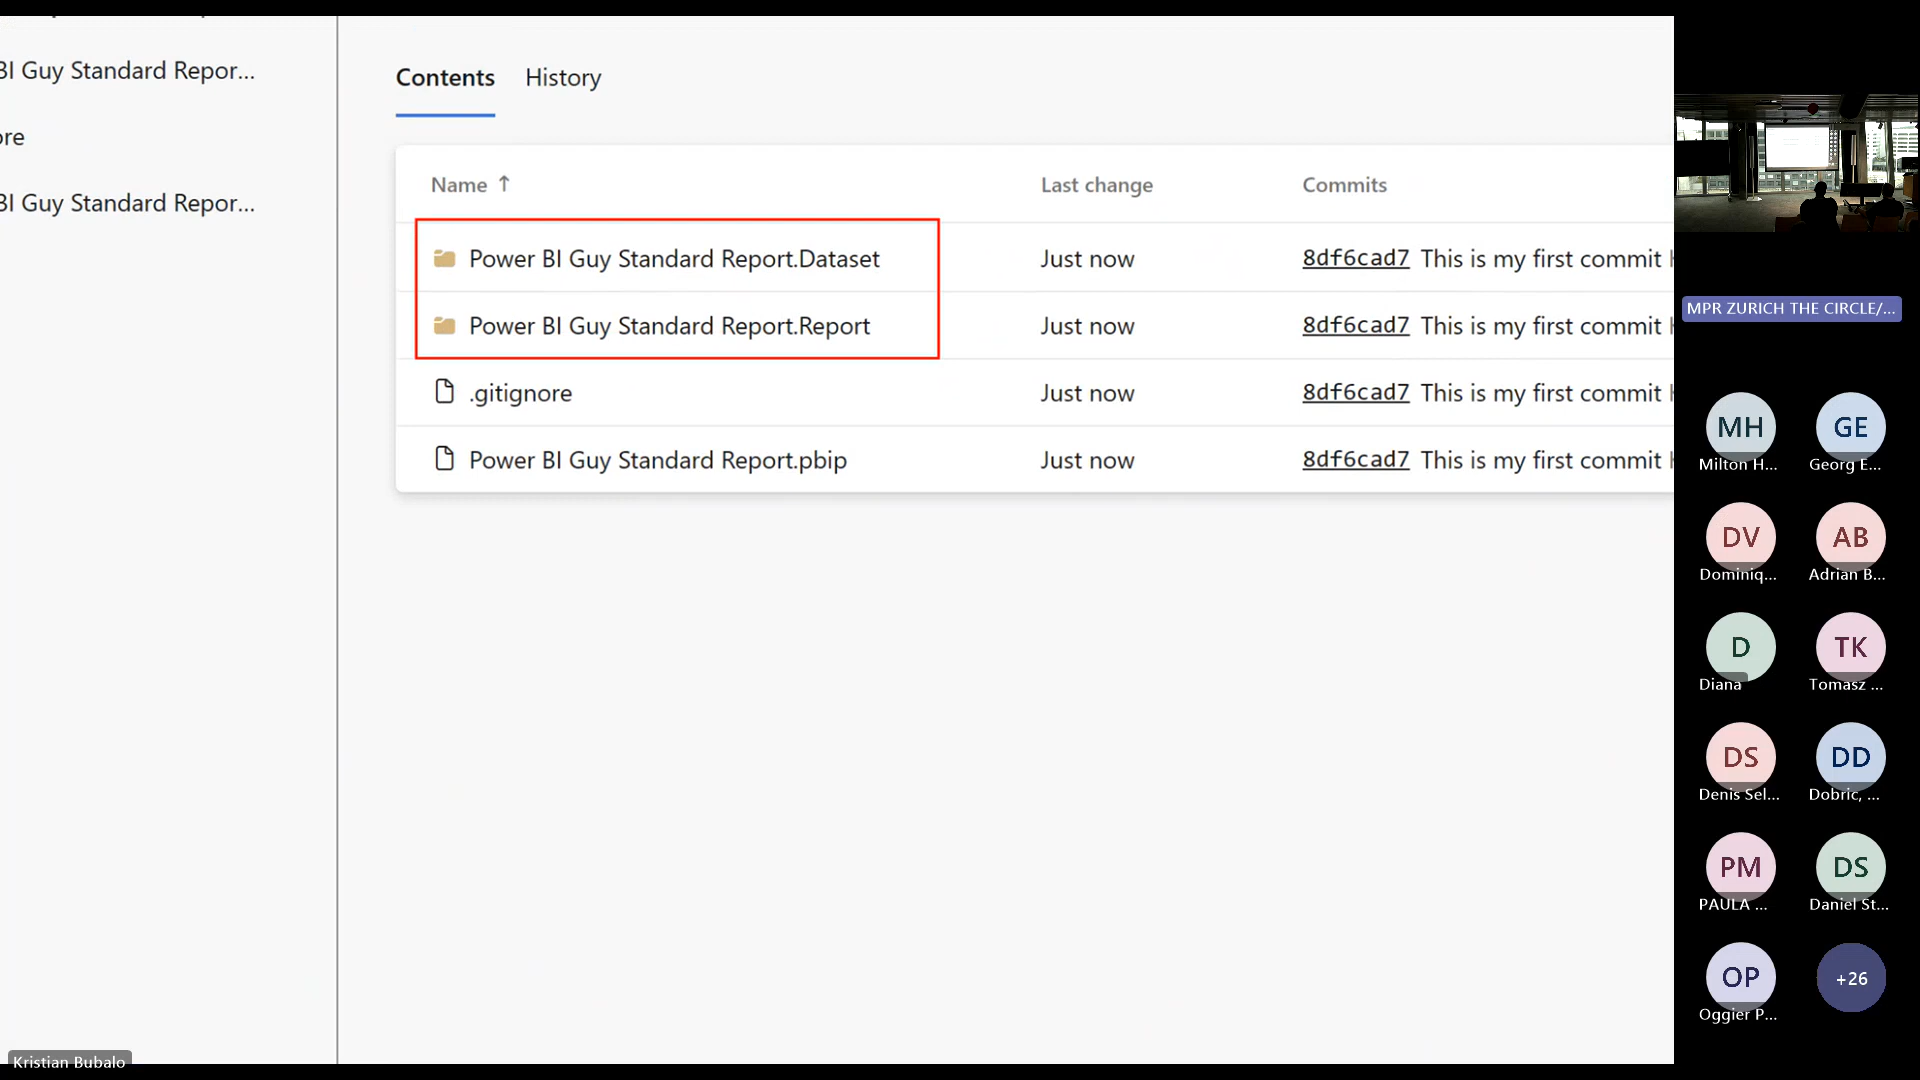 BI Guy Standard Repor...
ore
BI Guy Standard Repor...
Contents
History
Name ↑
Last change
Commits
Power BI Guy Standard Report.Dataset
Just now
8df6cad7 This is my first commit
Power BI Guy Standard Report.Report
Just now
8df6cad7 This is my first commit
.gitignore
Just now
8df6cad7 This is my first commit
Power BI Guy Standard Report.pbip
Just now
8df6cad7 This is my first commit
MPR ZURICH THE CIRCLE/...
MH
Milton H...
GE
Georg E...
DV
Dominiq...
AB
Adrian B...
D
Diana
TK
Tomasz ...
DS
Denis Sel...
DD
Dobric, ...
PM
PAULA ...
DS
Daniel St...
OP
Oggier P...
+26
Kristian Bubalo